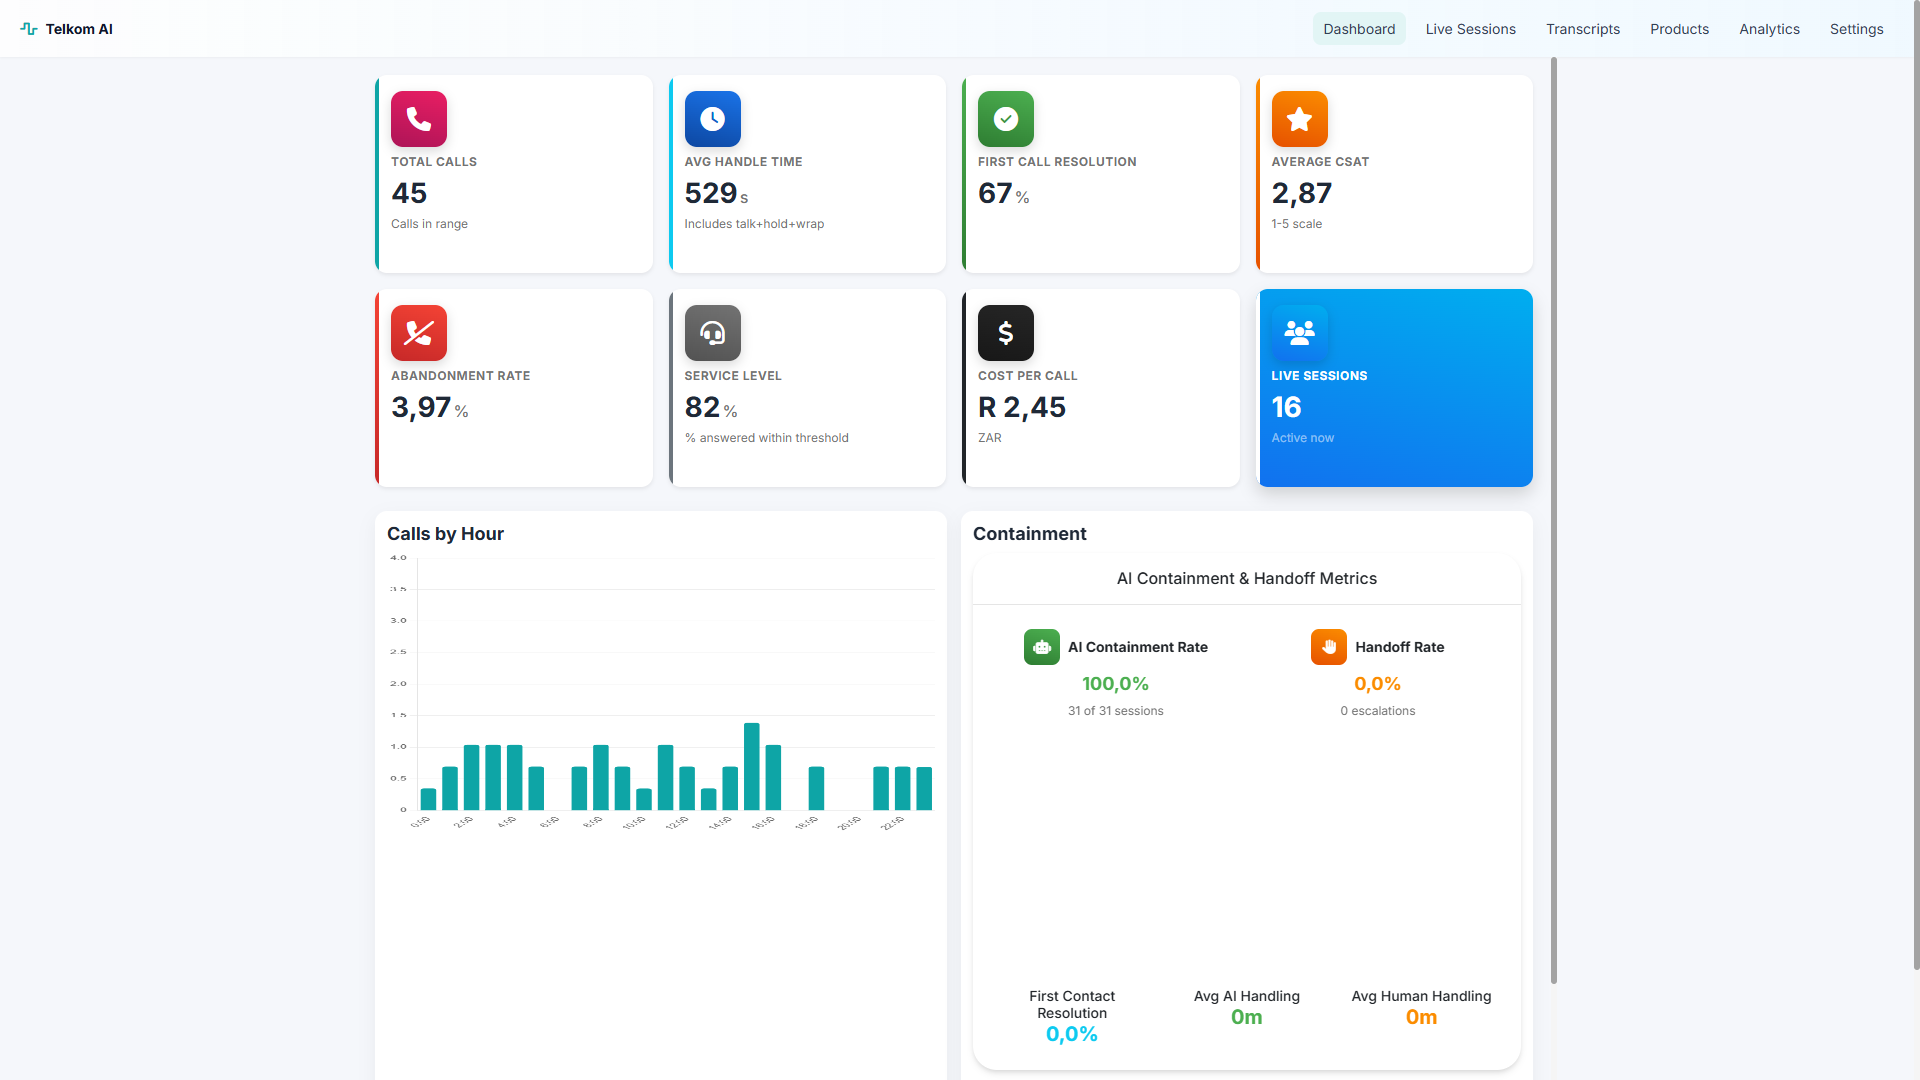 Telkom AI
Dashboard
Live Sessions
Transcripts
Products
Analytics
Settings
TOTAL CALLS
45
Calls in range
AVG HANDLE TIME
529 s
Includes talk+hold+wrap
FIRST CALL RESOLUTION
67 %
AVERAGE CSAT
2,87
1-5 scale
ABANDONMENT RATE
3,97 %
SERVICE LEVEL
82 %
% answered within threshold
COST PER CALL
R 2,45
ZAR
LIVE SESSIONS
16
Active now
Calls by Hour
4.0
3.5
3.0
2.5
2.0
1.5
1.0
0.5
0
0:00
2:00
4:00
6:00
8:00
10:00
12:00
14:00
16:00
18:00
20:00
22:00
Containment
AI Containment & Handoff Metrics
AI Containment Rate
100,0%
31 of 31 sessions
Handoff Rate
0,0%
0 escalations
First Contact
Resolution
0,0%
Avg AI Handling
0m
Avg Human Handling
0m